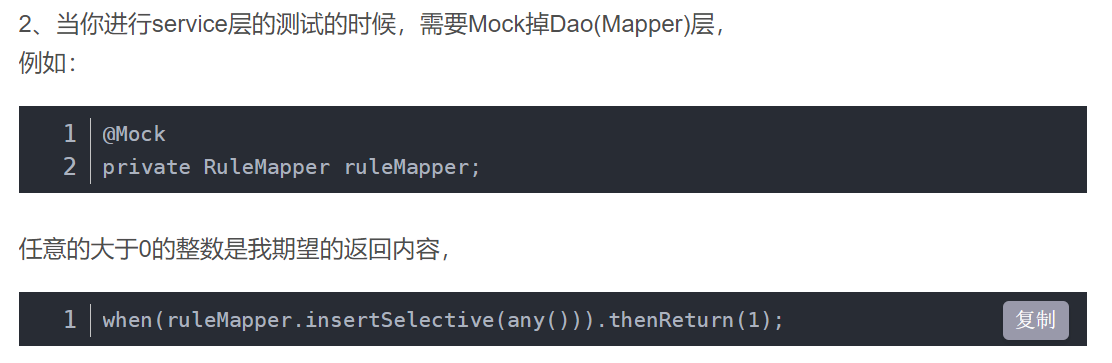 2、当你进行service层的测试的时候，需要Mock掉Dao(Mapper)层，
例如：
1 @Mock
2 private RuleMapper ruleMapper;
任意的大于0的整数是我期望的返回内容，
1 when(ruleMapper.insertSelective(any())).thenReturn(1);
复制